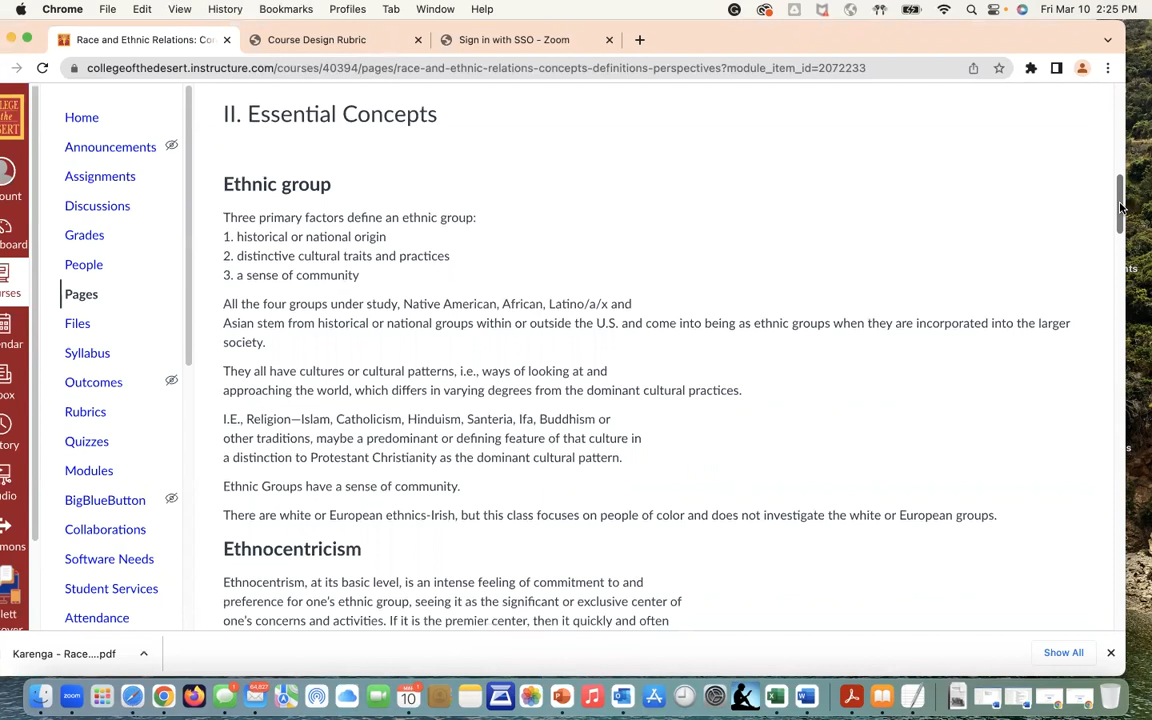 Chrome File Edit View History Bookmarks Profiles Tab Window Help Fri Mar 10 2:25 PM
Race and Ethnic Relations: Co Course Design Rubric Sign in with SSO - Zoom
collegeofthedesert.instructure.com/courses/40394/pages/race-and-ethnic-relations-concepts-definitions-perspectives?module_item_id=2072233
Home
Announcements
Assignments
Discussions
Grades
People
Pages
Files
Syllabus
Outcomes
Rubrics
Quizzes
Modules
BigBlueButton
Collaborations
Software Needs
Student Services
Attendance
II. Essential Concepts
Ethnic group
Three primary factors define an ethnic group:
1. historical or national origin
2. distinctive cultural traits and practices
3. a sense of community
All the four groups under study, Native American, African, Latino/a/x and
Asian stem from historical or national groups within or outside the U.S. and come into being as ethnic groups when they are incorporated into the larger
society.
They all have cultures or cultural patterns, i.e., ways of looking at and
approaching the world, which differs in varying degrees from the dominant cultural practices.
I.E., Religion—Islam, Catholicism, Hinduism, Santeria, Ifa, Buddhism or
other traditions, maybe a predominant or defining feature of that culture in
a distinction to Protestant Christianity as the dominant cultural pattern.
Ethnic Groups have a sense of community.
There are white or European ethnics-Irish, but this class focuses on people of color and does not investigate the white or European groups.
Ethnocentricism
Ethnocentrism, at its basic level, is an intense feeling of commitment to and
preference for one's ethnic group, seeing it as the significant or exclusive center of
one's concerns and activities. If it is the premier center, then it quickly and often
Karenga - Race....pdf
Show All
zoom
10